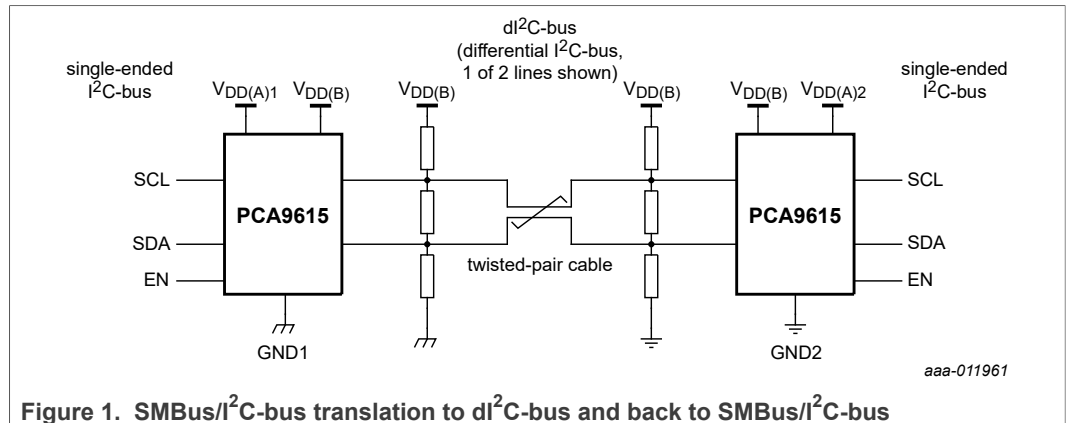 dI²C-bus
(differential I²C-bus,
1 of 2 lines shown)
single-ended
I²C-bus
single-ended
I²C-bus
VDD(A)1 VDD(B) VDD(B) VDD(B) VDD(B) VDD(A)2
SCL
SCL
PCA9615
PCA9615
SDA
SDA
twisted-pair cable
EN
EN
GND1
GND2
aaa-011961
Figure 1. SMBus/I²C-bus translation to dI²C-bus and back to SMBus/I²C-bus